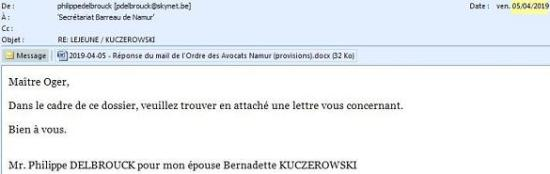 De : philippedelbrouck [pdelbrouck@skynet.be] Date : ven. 05/04/2019
À : 'Secrétariat Barreau de Namur'
Cc :
Objet : RE: LEJEUNE / KUCZEROWSKI
Message 2019-04-05 - Réponse du mail de l'Ordre des Avocats Namur (provisions).docx (32 Ko)
Maître Oger,
Dans le cadre de ce dossier, veuillez trouver en attaché une lettre vous concernant.
Bien à vous.
Mr. Philippe DELBROUCK pour mon épouse Bernadette KUCZEROWSKI